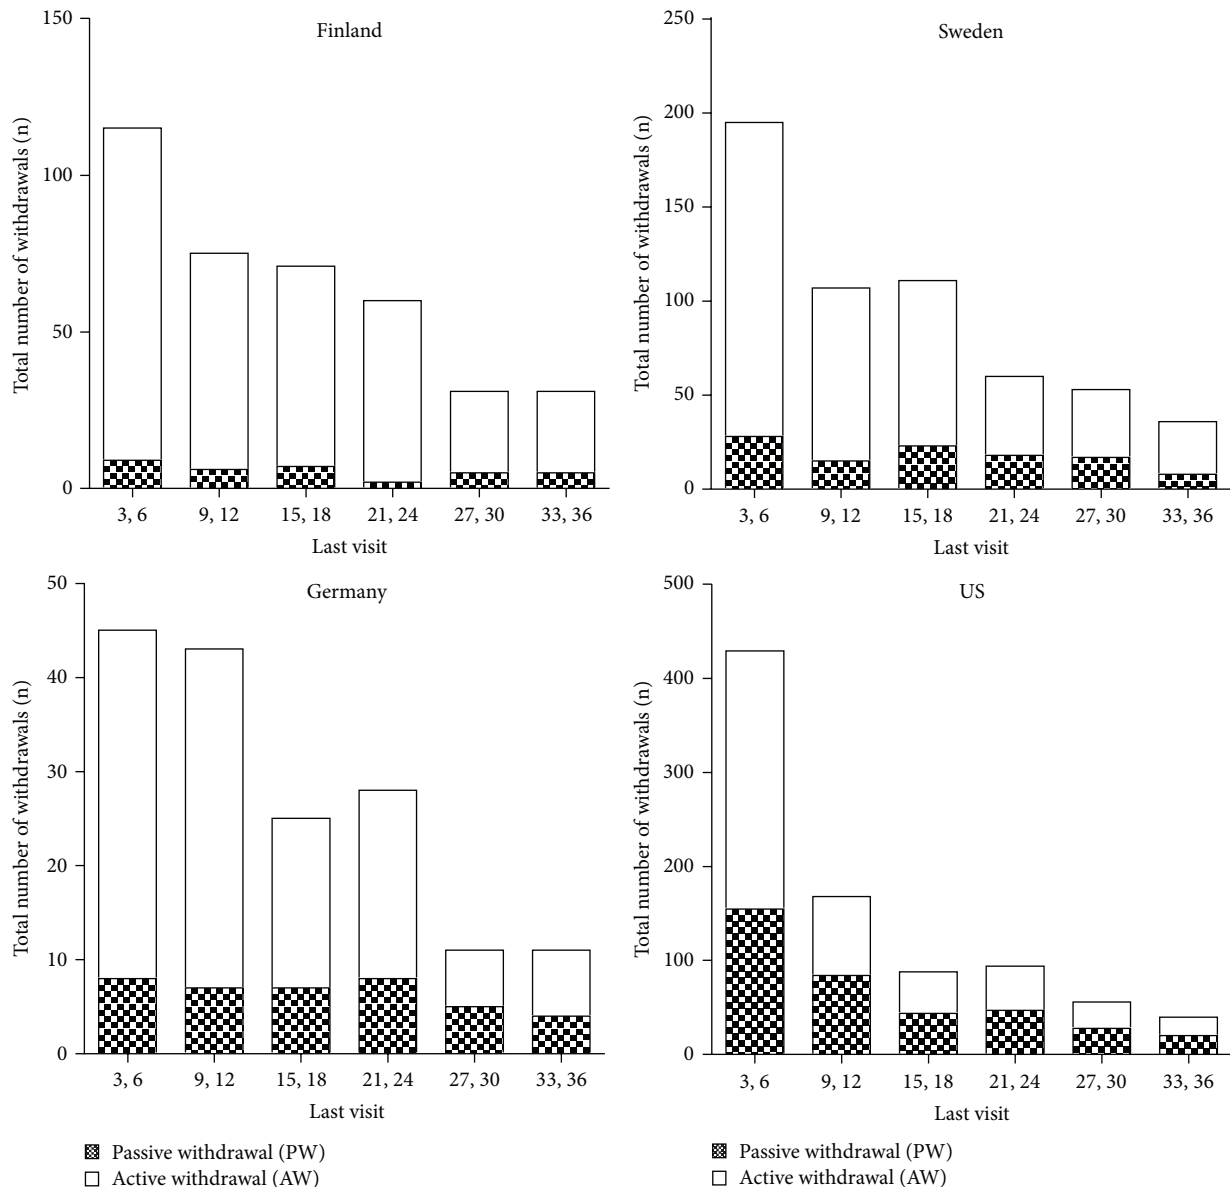 Finland
Total number of withdrawals (n)
150
100
50
0
3, 6
9, 12
15, 18
21, 24
27, 30
33, 36
Last visit
Sweden
Total number of withdrawals (n)
250
200
150
100
50
0
3, 6
9, 12
15, 18
21, 24
27, 30
33, 36
Last visit
Germany
Total number of withdrawals (n)
50
40
30
20
10
0
3, 6
9, 12
15, 18
21, 24
27, 30
33, 36
Last visit
Passive withdrawal (PW)
Active withdrawal (AW)
US
Total number of withdrawals (n)
500
400
300
200
100
0
3, 6
9, 12
15, 18
21, 24
27, 30
33, 36
Last visit
Passive withdrawal (PW)
Active withdrawal (AW)